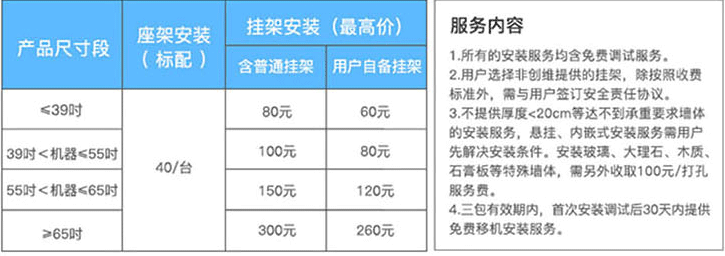 产品尺寸段
座架安装
（标配）
挂架安装（最高价）
含普通挂架
用户自备挂架
≤39吋
80元
60元
39吋＜机器≤55吋
100元
80元
40/台
55吋＜机器≤65吋
150元
120元
≥65吋
300元
260元
服务内容
1.所有的安装服务均含免费调试服务。
2.用户选择非创维提供的挂架，除按照收费
标准外，需与用户签订安全责任协议。
3.不提供厚度<20cm等达不到承重要求墙体
的安装服务，悬挂、内嵌式安装服务需用户
先解决安装条件。安装玻璃、大理石、木质、
石膏板等特殊墙体，需另外收取100元/打孔
服务费。
4.三包有效期内，首次安装调试后30天内提供
免费移机安装服务。